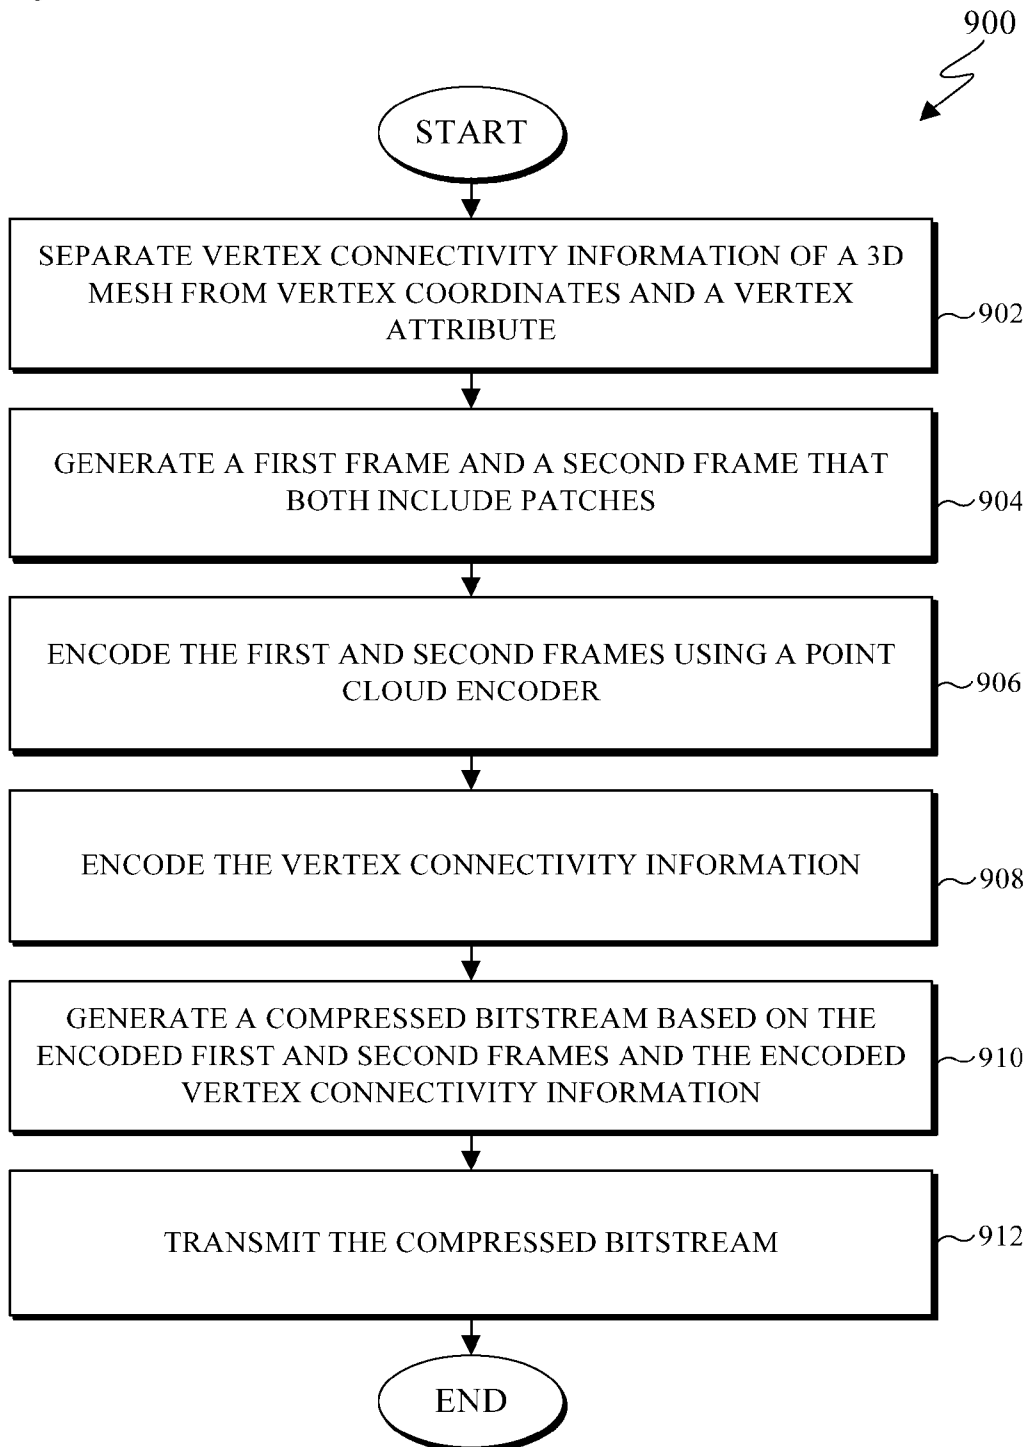 900
START
SEPARATE VERTEX CONNECTIVITY INFORMATION OF A 3D
MESH FROM VERTEX COORDINATES AND A VERTEX
ATTRIBUTE
902
GENERATE A FIRST FRAME AND A SECOND FRAME THAT
BOTH INCLUDE PATCHES
904
ENCODE THE FIRST AND SECOND FRAMES USING A POINT
CLOUD ENCODER
906
ENCODE THE VERTEX CONNECTIVITY INFORMATION
908
GENERATE A COMPRESSED BITSTREAM BASED ON THE
ENCODED FIRST AND SECOND FRAMES AND THE ENCODED
VERTEX CONNECTIVITY INFORMATION
910
TRANSMIT THE COMPRESSED BITSTREAM
912
END